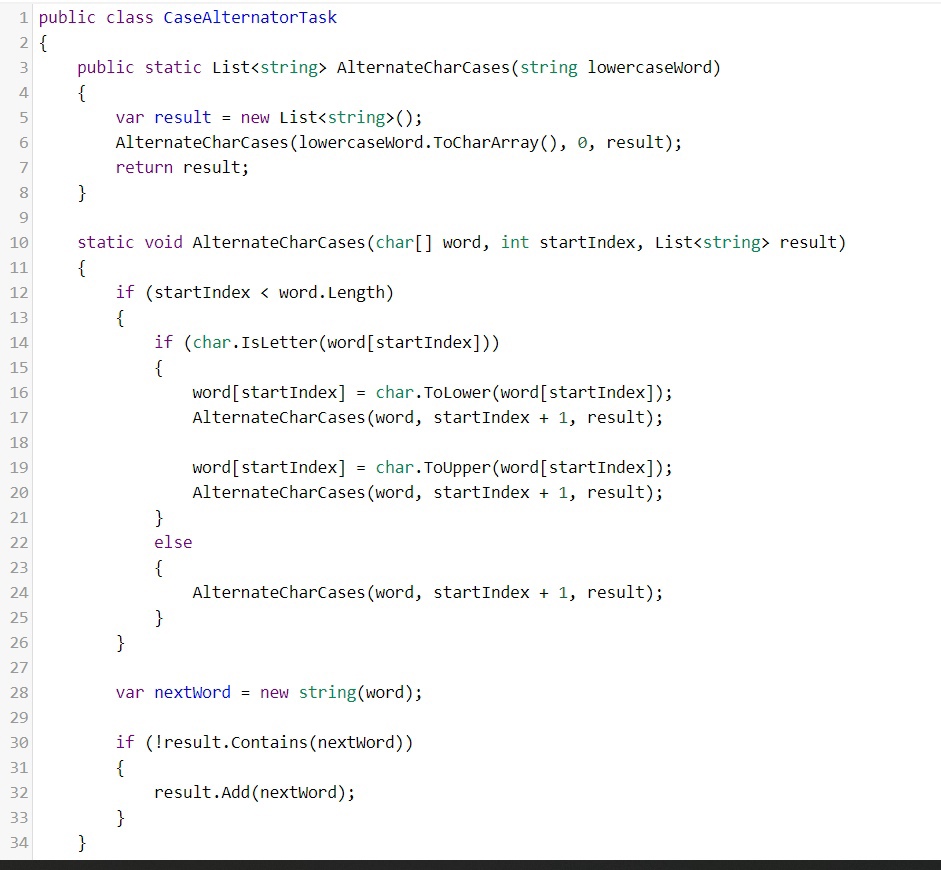 1 public class CaseAlternatorTask
2 {
3     public static List<string> AlternateCharCases(string lowercaseWord)
4     {
5         var result = new List<string>();
6         AlternateCharCases(lowercaseWord.ToCharArray(), 0, result);
7         return result;
8     }
9
10     static void AlternateCharCases(char[] word, int startIndex, List<string> result)
11     {
12         if (startIndex < word.Length)
13         {
14             if (char.IsLetter(word[startIndex]))
15             {
16                 word[startIndex] = char.ToLower(word[startIndex]);
17                 AlternateCharCases(word, startIndex + 1, result);
18
19                 word[startIndex] = char.ToUpper(word[startIndex]);
20                 AlternateCharCases(word, startIndex + 1, result);
21             }
22             else
23             {
24                 AlternateCharCases(word, startIndex + 1, result);
25             }
26         }
27
28         var nextWord = new string(word);
29
30         if (!result.Contains(nextWord))
31         {
32             result.Add(nextWord);
33         }
34     }